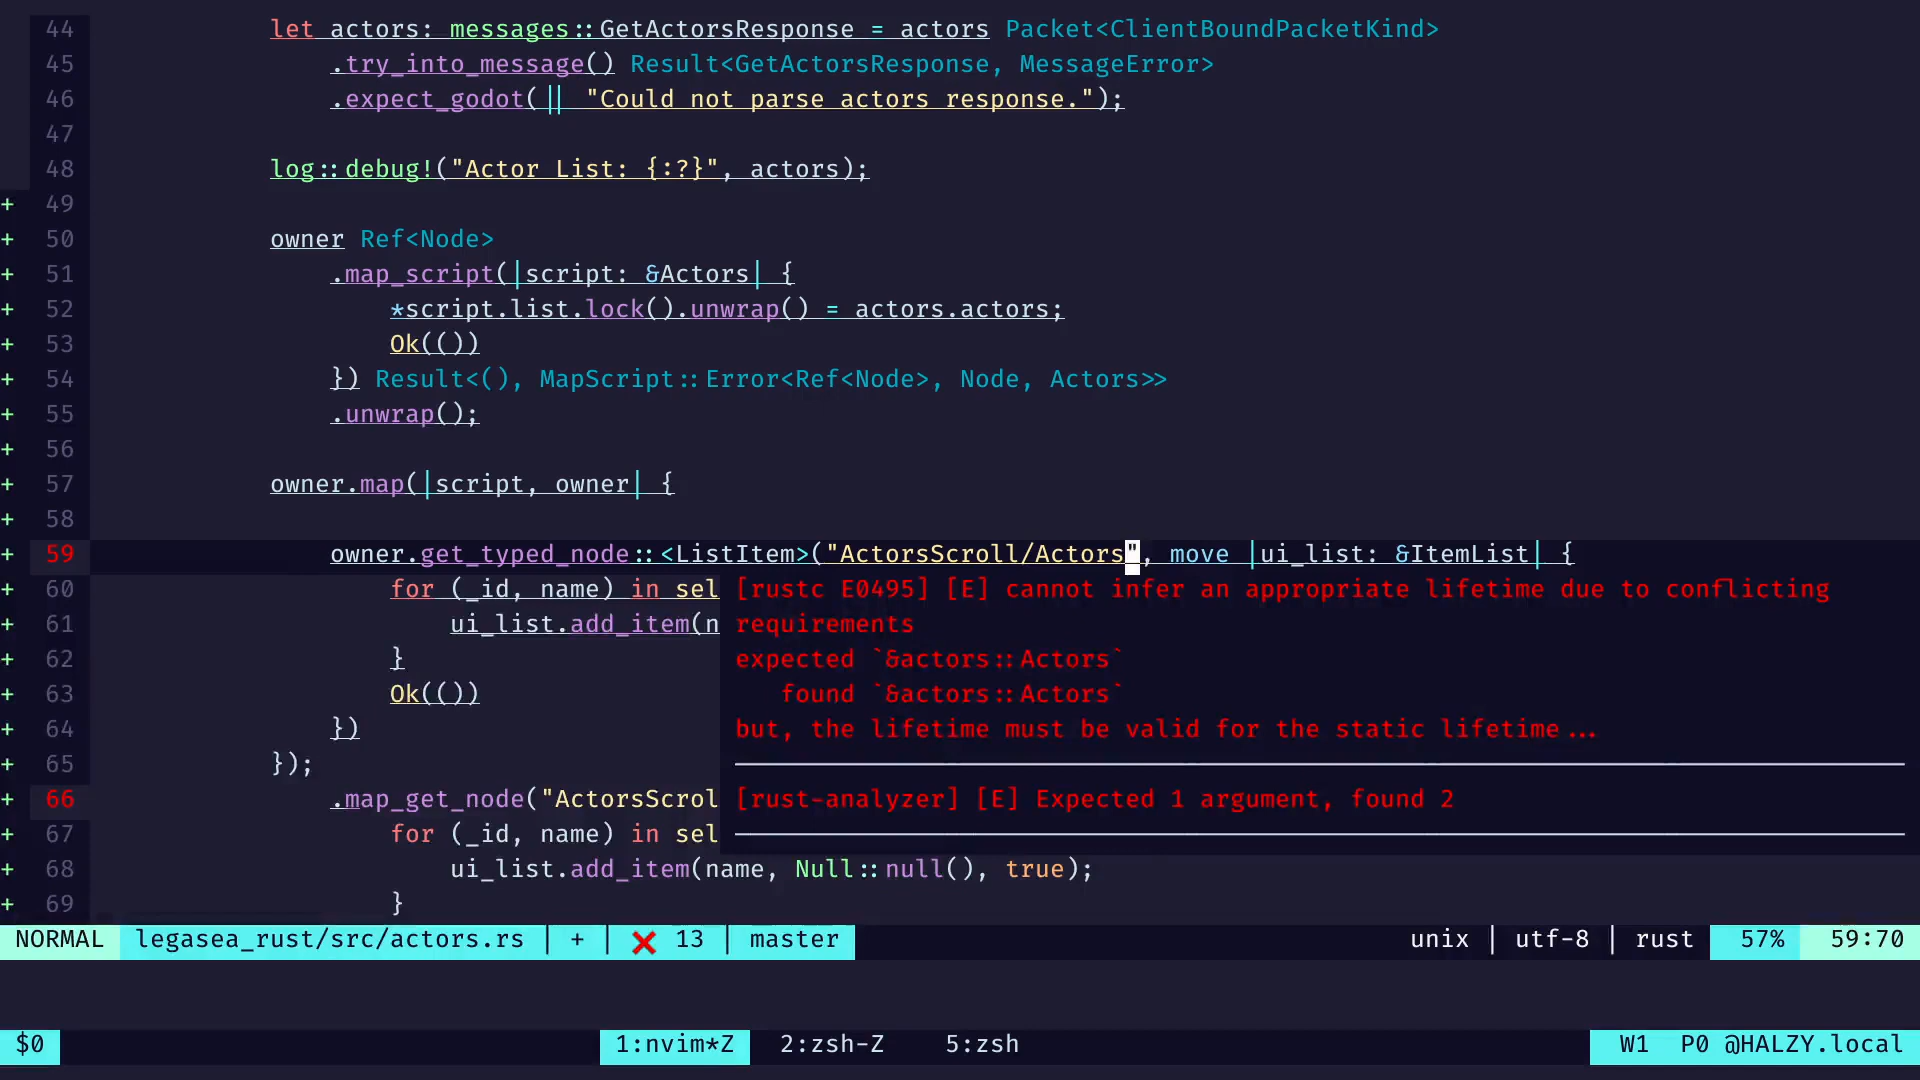 44 let actors: messages::GetActorsResponse = actors Packet<ClientBoundPacketKind>
45 .try_into_message() Result<GetActorsResponse, MessageError>
46 .expect_godot(|| "Could not parse actors response.");
47
48 log::debug!("Actor List: {:?}", actors);
+ 49
+ 50 owner Ref<Node>
+ 51 .map_script(|script: &Actors| {
+ 52 *script.list.lock().unwrap() = actors.actors;
+ 53 Ok(())
+ 54 }) Result<(), MapScript::Error<Ref<Node>, Node, Actors>>
+ 55 .unwrap();
+ 56
+ 57 owner.map(|script, owner| {
+ 58
+ 59 owner.get_typed_node::<ListItem>("ActorsScroll/Actors", move |ui_list: &ItemList| {
+ 60 for (_id, name) in sel [rustc E0495] [E] cannot infer an appropriate lifetime due to conflicting
+ 61 ui_list.add_item(n requirements
+ 62 } expected `&actors::Actors`
+ 63 Ok(()) found `&actors::Actors`
+ 64 }) but, the lifetime must be valid for the static lifetime...
+ 65 });
+ 66 .map_get_node("ActorsScrol [rust-analyzer] [E] Expected 1 argument, found 2
+ 67 for (_id, name) in sel
+ 68 ui_list.add_item(name, Null::null(), true);
+ 69 }
NORMAL legasea_rust/src/actors.rs | + | ❌ 13 | master unix | utf-8 | rust 57% 59:70
$0 1:nvim*Z 2:zsh-Z 5:zsh W1 P0 @HALZY.local